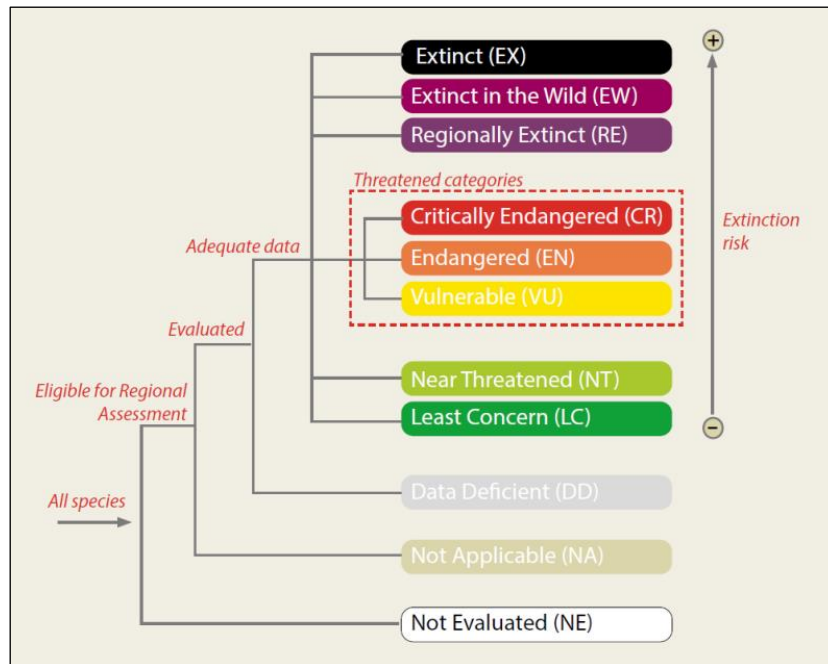 Extinct (EX)
Extinct in the Wild (EW)
Regionally Extinct (RE)
Threatened categories
Critically Endangered (CR)
Adequate data
Endangered (EN)
Extinction
risk
Vulnerable (VU)
Evaluated
Near Threatened (NT)
Eligible for Regional
Assessment
Least Concern (LC)
Data Deficient (DD)
All species
Not Applicable (NA)
Not Evaluated (NE)
+
−